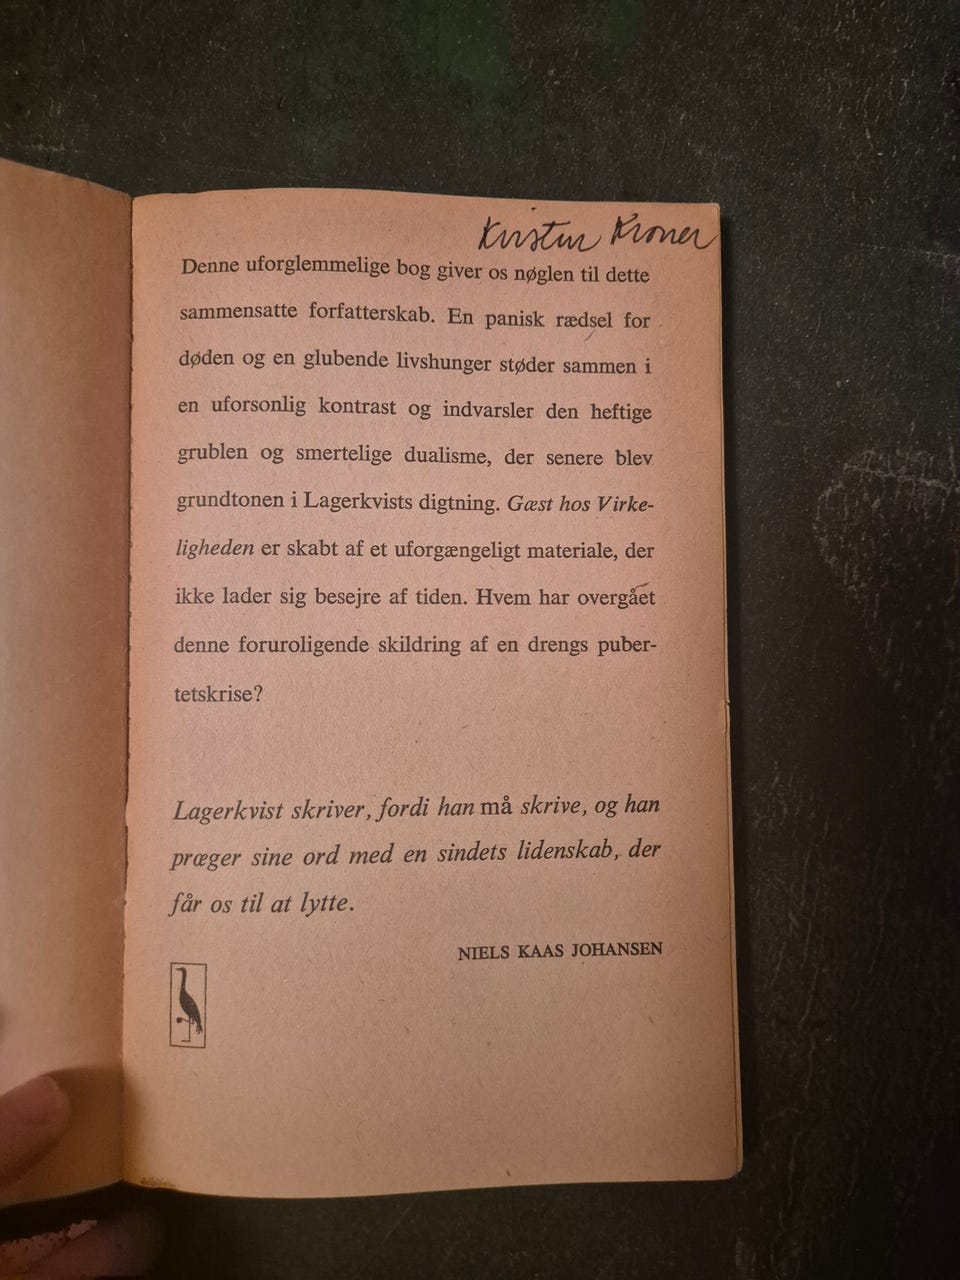 Kirsten Kroner
Denne uforglemmelige bog giver os nøglen til dette
sammensatte forfatterskab. En panisk rædsel for
døden og en glubende livshunger støder sammen i
en uforsonlig kontrast og indvarsler den heftige
grublen og smertelige dualisme, der senere blev
grundtonen i Lagerkvists digtning. Gæst hos Virke-
ligheden er skabt af et uforgængeligt materiale, der
ikke lader sig besejre af tiden. Hvem har overgået
denne foruroligende skildring af en drengs puber-
tetskrise?
Lagerkvist skriver, fordi han må skrive, og han
præger sine ord med en sindets lidenskab, der
får os til at lytte.
NIELS KAAS JOHANSEN